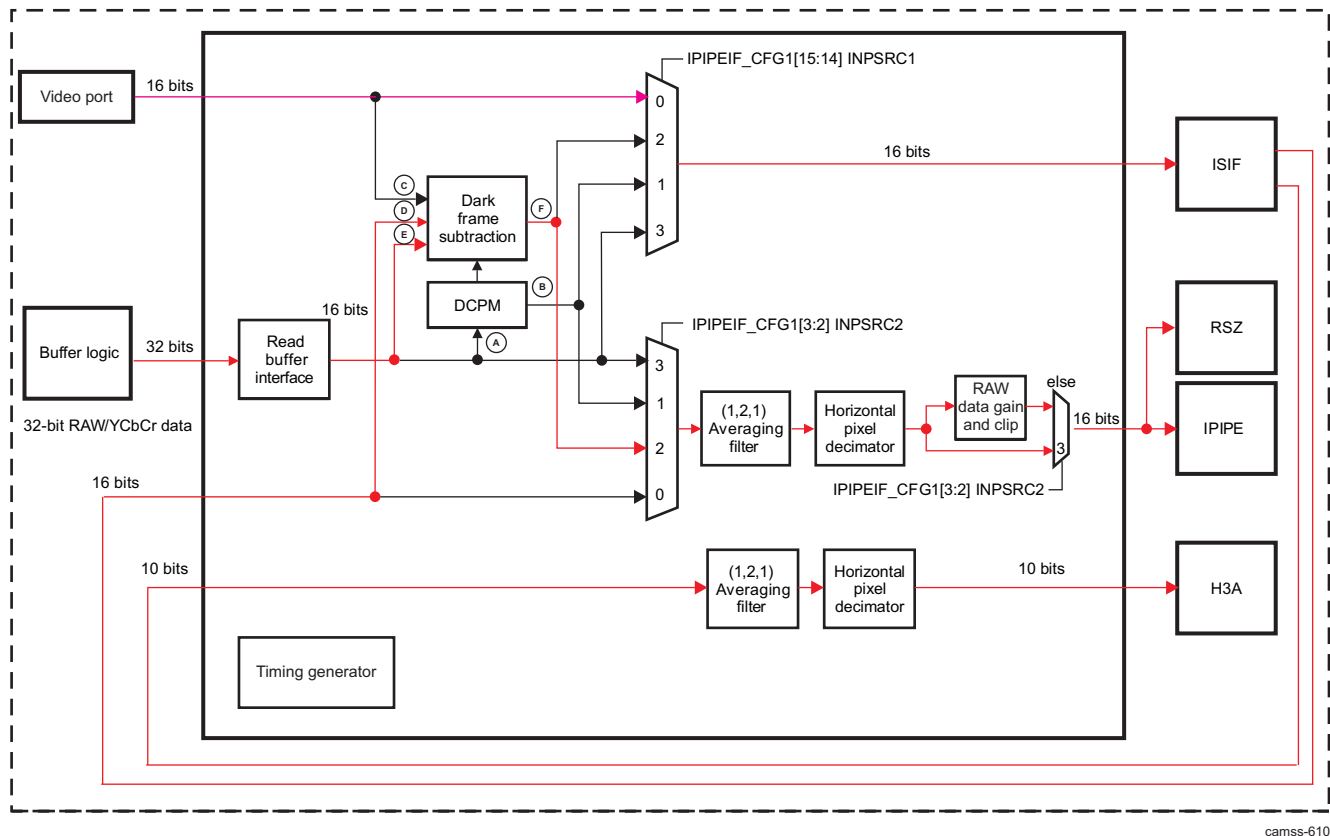 IPIPEIF_CFG1[15:14] INPSRC1
Video port
16 bits
0
2
1
3
16 bits
ISIF
C
D
E
F
Dark
frame
subtraction
B
DCPM
A
Buffer logic
32 bits
16 bits
Read
buffer
interface
32-bit RAW/YCbCr data
IPIPEIF_CFG1[3:2] INPSRC2
3
1
2
0
(1,2,1)
Averaging
filter
Horizontal
pixel
decimator
RAW
data gain
and clip
else
3
16 bits
IPIPEIF_CFG1[3:2] INPSRC2
RSZ
IPIPE
16 bits
10 bits
(1,2,1)
Averaging
filter
Horizontal
pixel
decimator
10 bits
H3A
Timing generator
camss-610